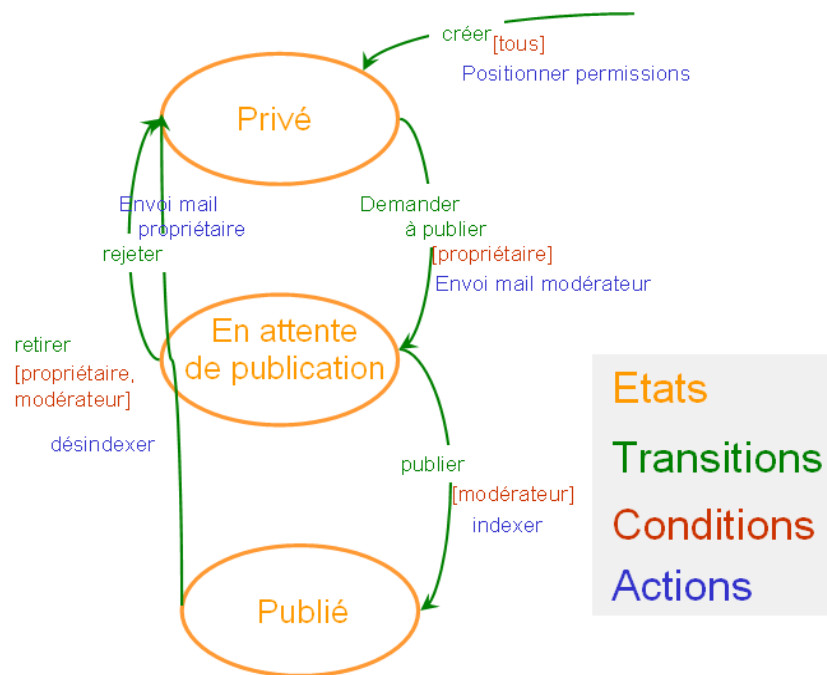 créer
[tous]
Positionner permissions
Privé
Envoi mail
propriétaire
rejeter
Demander
à publier
[propriétaire]
Envoi mail modérateur
En attente
de publication
retirer
[propriétaire,
modérateur]
désindexer
publier
[modérateur]
indexer
Publié
Etats
Transitions
Conditions
Actions